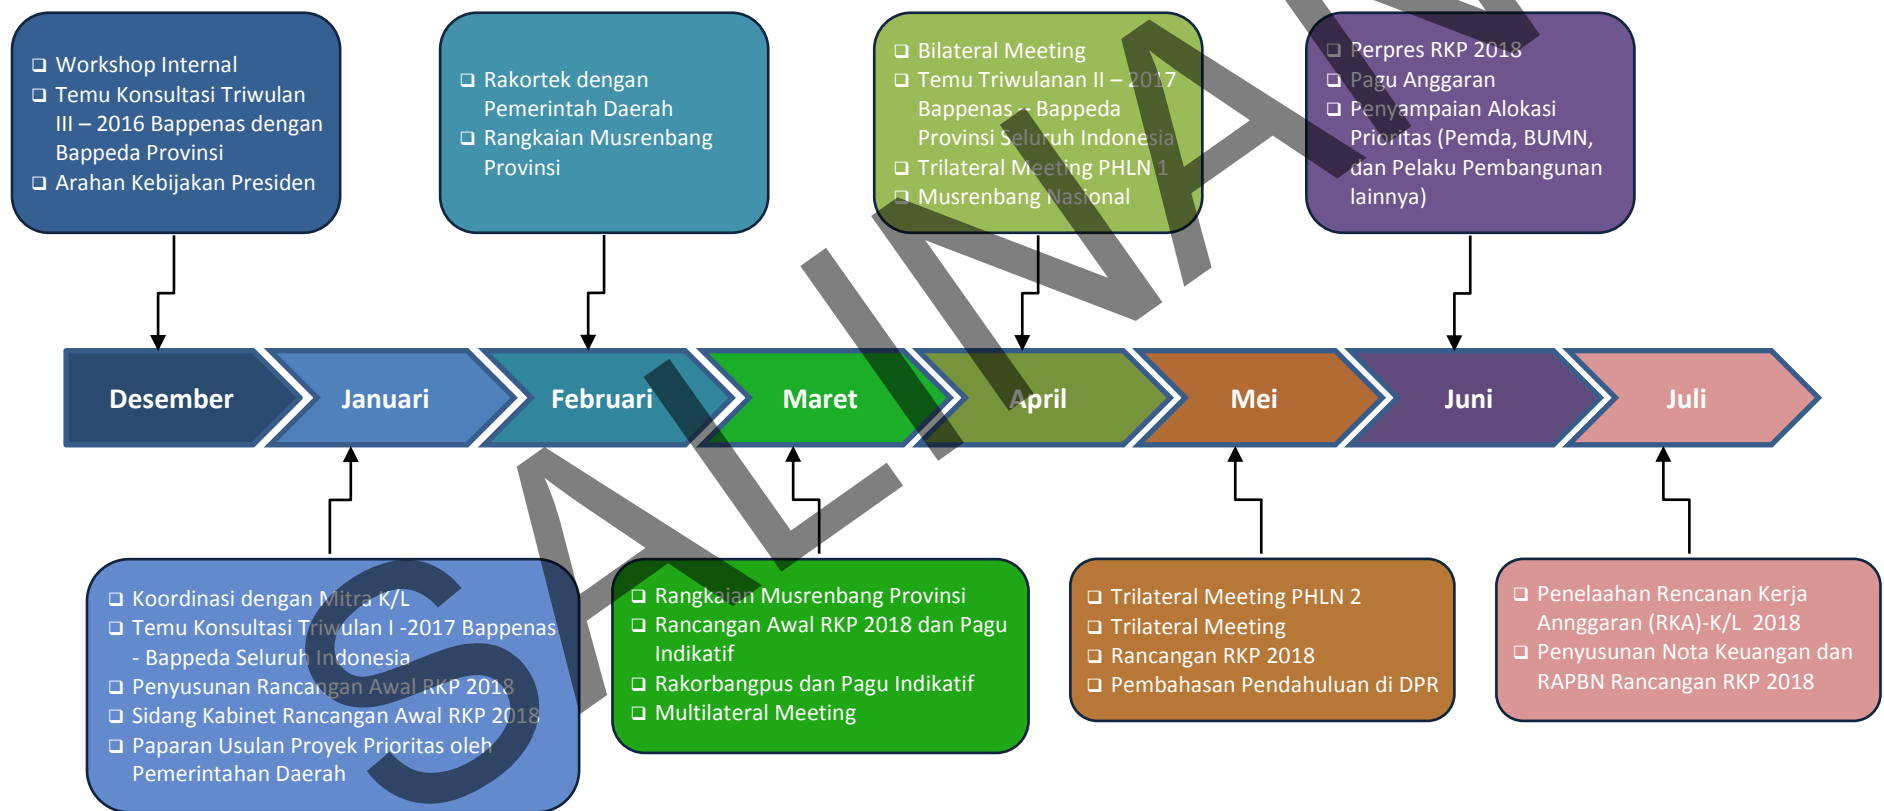 ❑ Workshop Internal
❑ Temu Konsultasi Triwulan
III – 2016 Bappenas dengan
Bappeda Provinsi
❑ Arahan Kebijakan Presiden
❑ Rakortek dengan
Pemerintah Daerah
❑ Rangkaian Musrenbang
Provinsi
❑ Bilateral Meeting
❑ Temu Triwulanan II – 2017
Bappenas – Bappeda
Provinsi Seluruh Indonesia
❑ Trilateral Meeting PHLN 1
❑ Musrenbang Nasional
❑ Perpres RKP 2018
❑ Pagu Anggaran
❑ Penyampaian Alokasi
Prioritas (Pemda, BUMN,
dan Pelaku Pembangunan
lainnya)
Desember
Januari
Februari
Maret
April
Mei
Juni
Juli
❑ Koordinasi dengan Mitra K/L
❑ Temu Konsultasi Triwulan I -2017 Bappenas
- Bappeda Seluruh Indonesia
❑ Penyusunan Rancangan Awal RKP 2018
❑ Sidang Kabinet Rancangan Awal RKP 2018
❑ Paparan Usulan Proyek Prioritas oleh
Pemerintahan Daerah
❑ Rangkaian Musrenbang Provinsi
❑ Rancangan Awal RKP 2018 dan Pagu
Indikatif
❑ Rakorbangpus dan Pagu Indikatif
❑ Multilateral Meeting
❑ Trilateral Meeting PHLN 2
❑ Trilateral Meeting
❑ Rancangan RKP 2018
❑ Pembahasan Pendahuluan di DPR
❑ Penelaahan Rencanan Kerja
Annggaran (RKA)-K/L 2018
❑ Penyusunan Nota Keuangan dan
RAPBN Rancangan RKP 2018
SALINAN